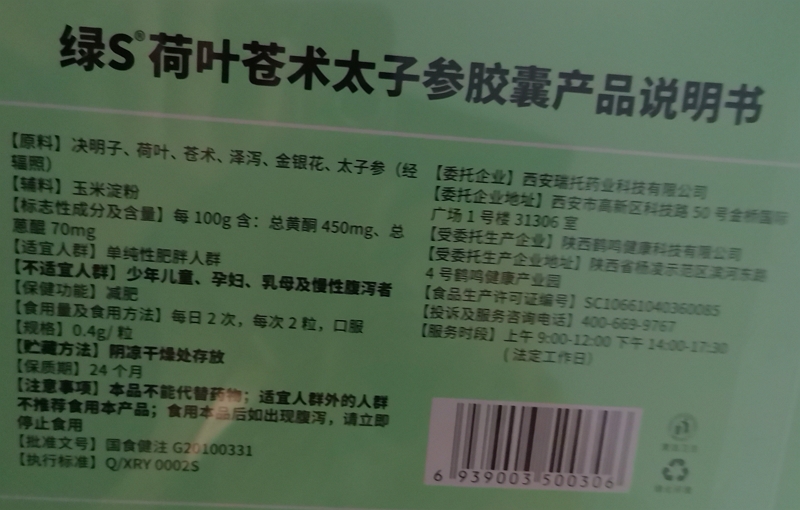 绿S®荷叶苍术太子参胶囊产品说明书
【原料】决明子、荷叶、苍术、泽泻、金银花、太子参（经
辐照）
【辅料】玉米淀粉
【标志性成分及含量】每 100g 含：总黄酮 450mg、总
蒽醌 70mg
【适宜人群】单纯性肥胖人群
【不适宜人群】少年儿童、孕妇、乳母及慢性腹泻者
【保健功能】减肥
【食用量及食用方法】每日 2 次，每次 2 粒，口服
【规格】0.4g/ 粒
【贮藏方法】阴凉干燥处存放
【保质期】24 个月
【注意事项】本品不能代替药物；适宜人群外的人群
不推荐食用本产品；食用本品后如出现腹泻，请立即
停止食用
【批准文号】国食健注 G20100331
【执行标准】Q/XRY 0002S
【委托企业】西安瑞托药业科技有限公司
【委托企业地址】西安市高新区科技路 50 号金桥国际
广场 1 号楼 31306 室
【受委托生产企业】陕西鹤鸣健康科技有限公司
【受委托生产企业地址】陕西省杨凌示范区滨河东路
4 号鹤鸣健康产业园
【食品生产许可证编号】SC10661040360085
【投诉及服务咨询电话】400-669-9767
【服务时段】上午 9:00-12:00 下午 14:00-17:30
（法定工作日）
6 939003 500306